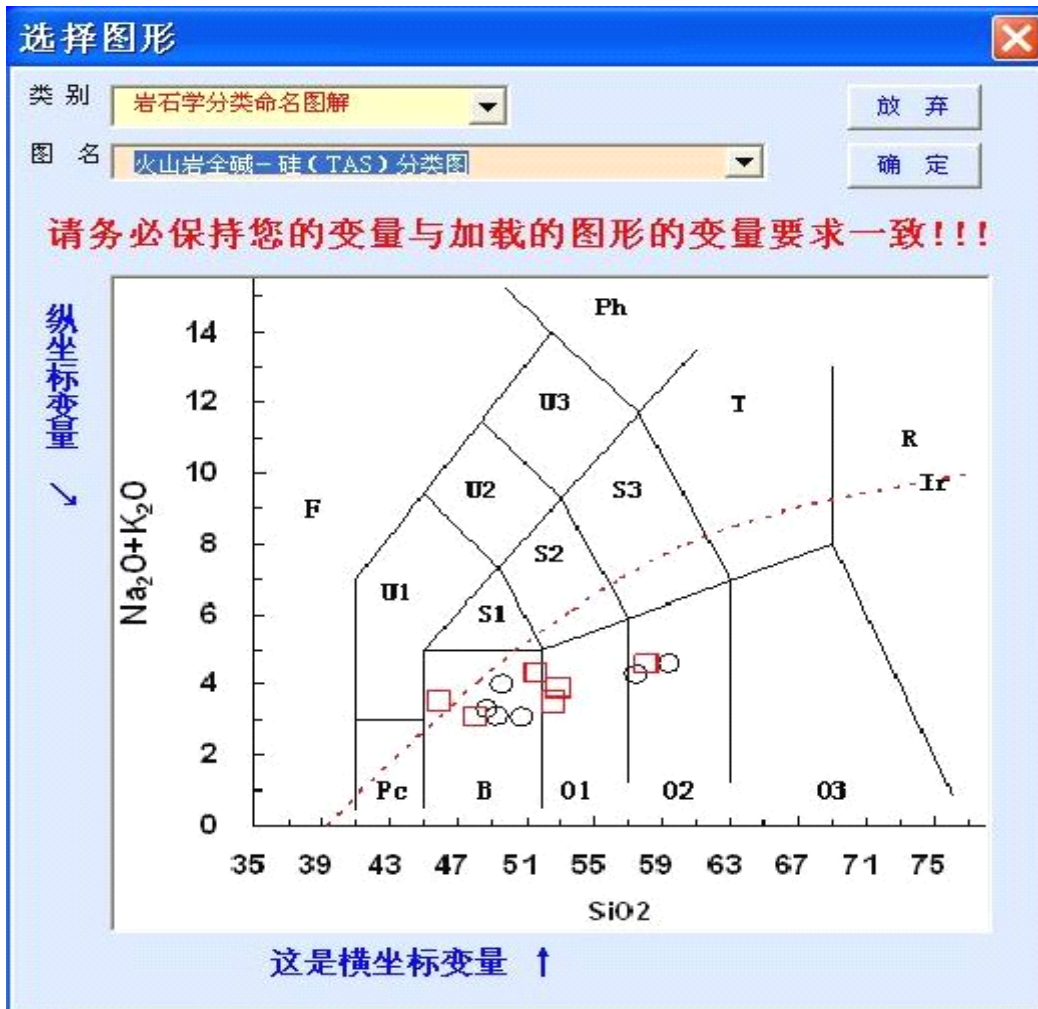 选择图形
类 别 岩石学分类命名图解 放 弃
图 名 火山岩全碱－硅（TAS）分类图 确 定
请务必保持您的变量与加载的图形的变量要求一致!!!
纵坐标变量 ↘
Na₂O+K₂O
14
12
10
8
6
4
2
0
Ph
U3
T
R
Ir
F
U2
S3
S2
U1
S1
Pc
B
O1
O2
O3
35 39 43 47 51 55 59 63 67 71 75
SiO2
这是横坐标变量 ↑